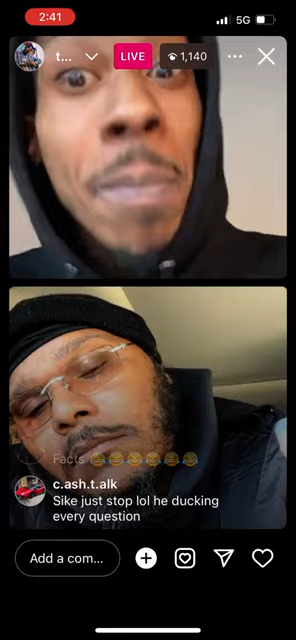 2:41
5G
t...
LIVE
1,140
Facts 😂😂😂😂😂😂
c.ash.t.alk
Sike just stop lol he ducking
every question
Add a com...